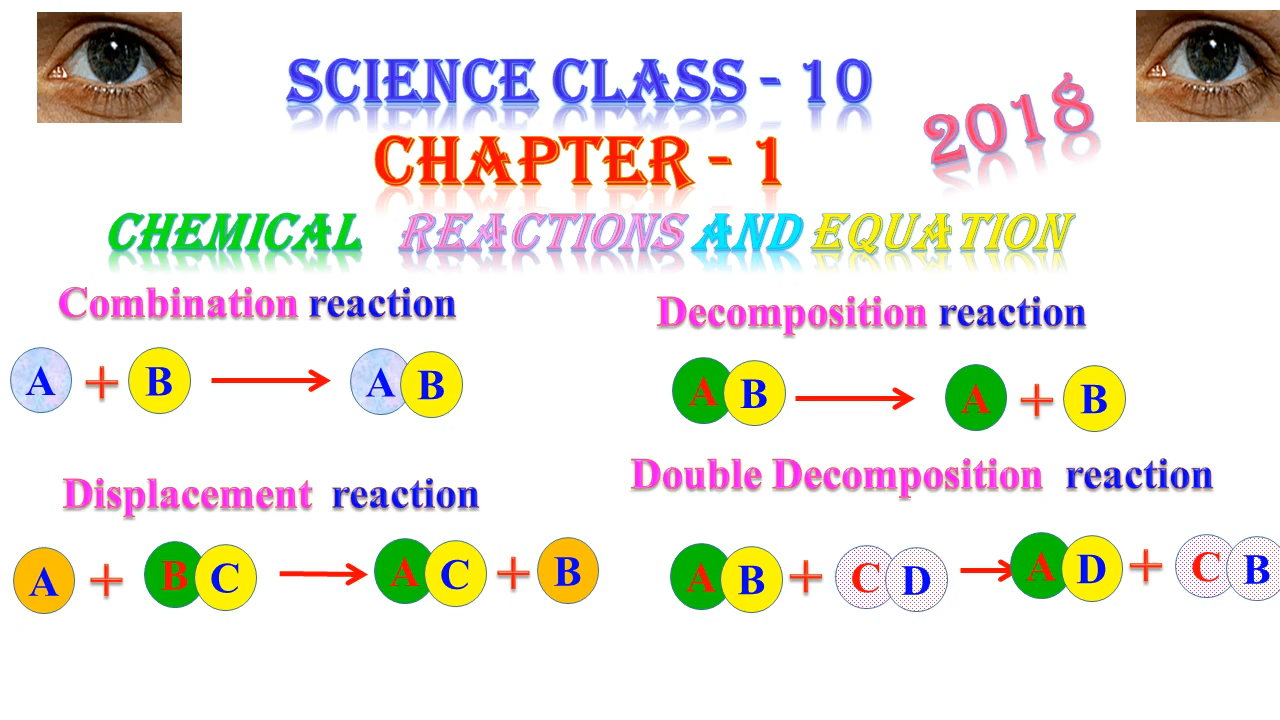 SCIENCE CLASS - 10
2018
CHAPTER - 1
CHEMICAL REACTIONS AND EQUATION
Combination reaction
A + B → A B
Decomposition reaction
A B → A + B
Displacement reaction
A + B C → A C + B
Double Decomposition reaction
A B + C D → A D + C B